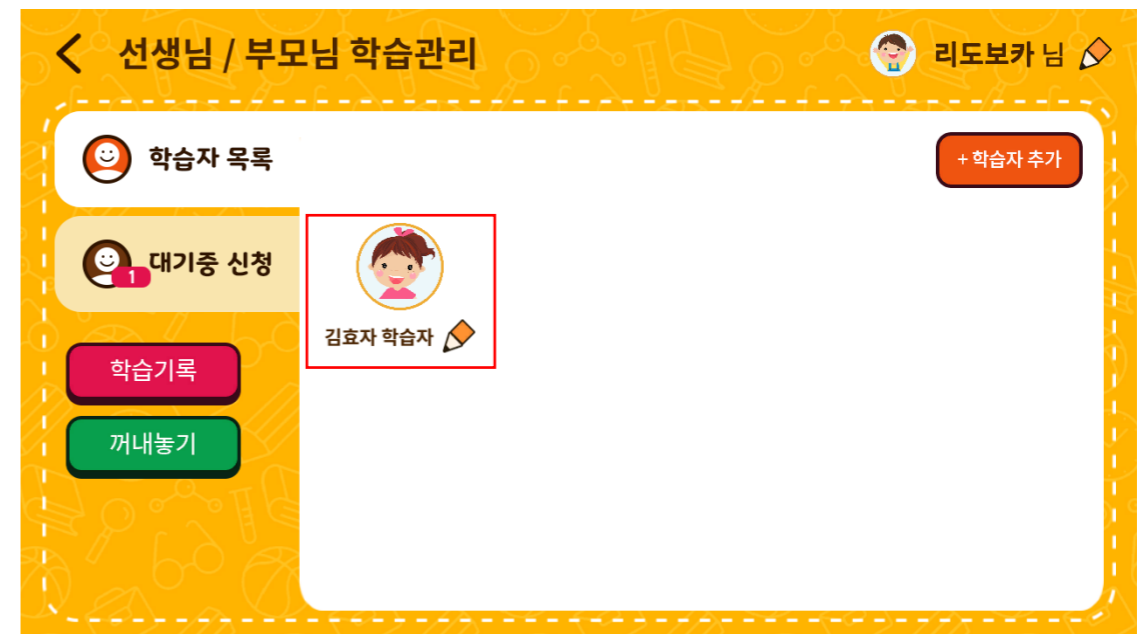 선생님 / 부모님 학습관리
리도보카 님
학습자 목록
+ 학습자 추가
대기중 신청
1
김효자 학습자
학습기록
꺼내놓기